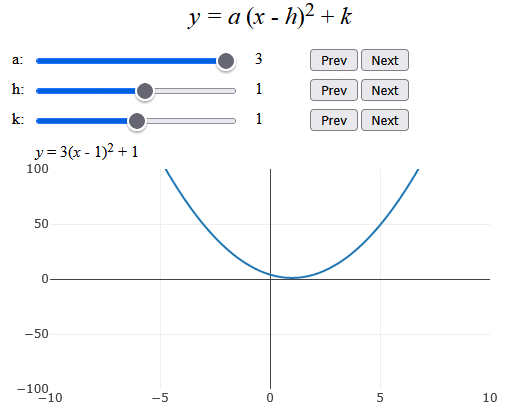 y = a (x - h)² + k
a: 3 Prev Next
h: 1 Prev Next
k: 1 Prev Next
y = 3(x - 1)² + 1
100
50
0
−50
−100
−10 −5 0 5 10